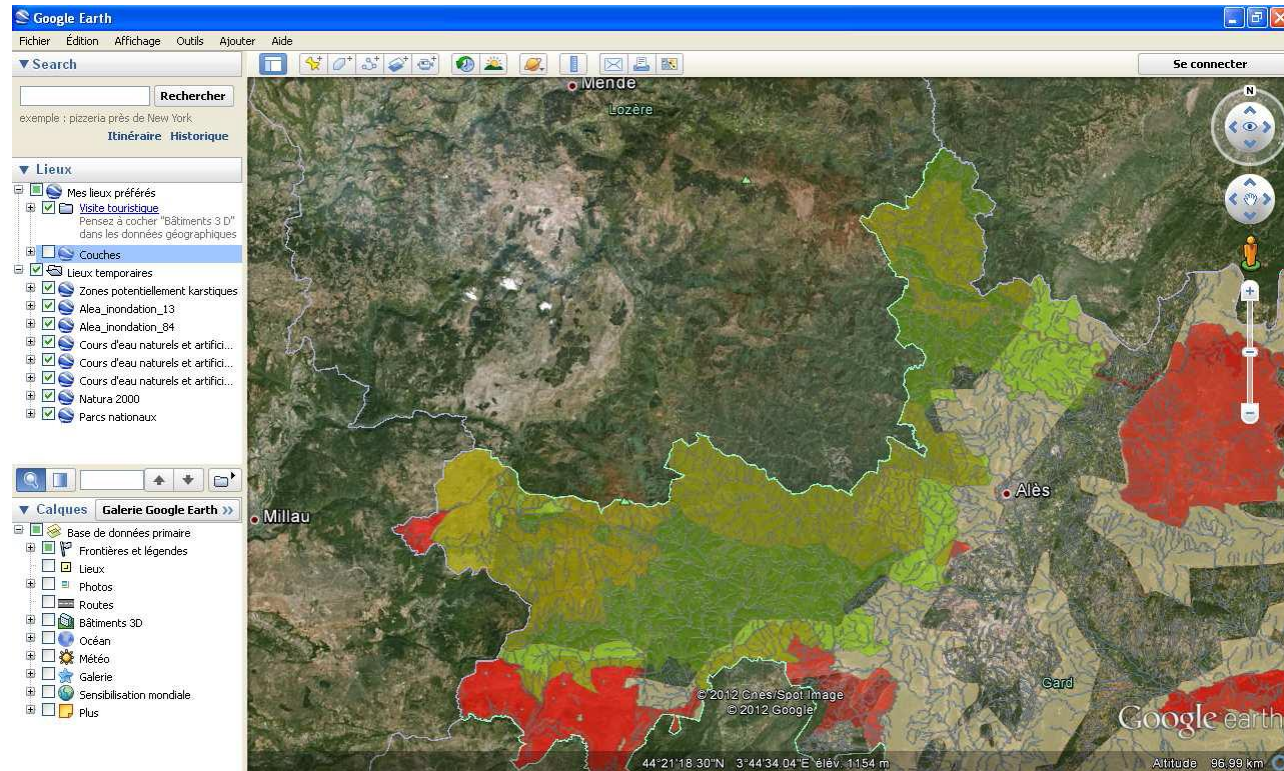 Google Earth
Fichier Édition Affichage Outils Ajouter Aide
Search
Rechercher
exemple : pizzeria près de New York
Itinéraire Historique
Lieux
Mes lieux préférés
Visite touristique
Pensez à cocher "Bâtiments 3 D"
dans les données géographiques
Couches
Lieux temporaires
Zones potentiellement karstiques
Alea_inondation_13
Alea_inondation_84
Cours d'eau naturels et artifici...
Cours d'eau naturels et artifici...
Cours d'eau naturels et artifici...
Natura 2000
Parcs nationaux
Calques Galerie Google Earth >>
Base de données primaire
Frontières et légendes
Lieux
Photos
Routes
Bâtiments 3D
Océan
Météo
Galerie
Sensibilisation mondiale
Plus
Se connecter
N
Mende
Lozère
Millau
Alès
Gard
© 2012 Cnes/Spot Image
© 2012 Google
Google earth
44°21'18.30"N 3°44'34.04"E élév. 1154 m
Altitude 96.99 km